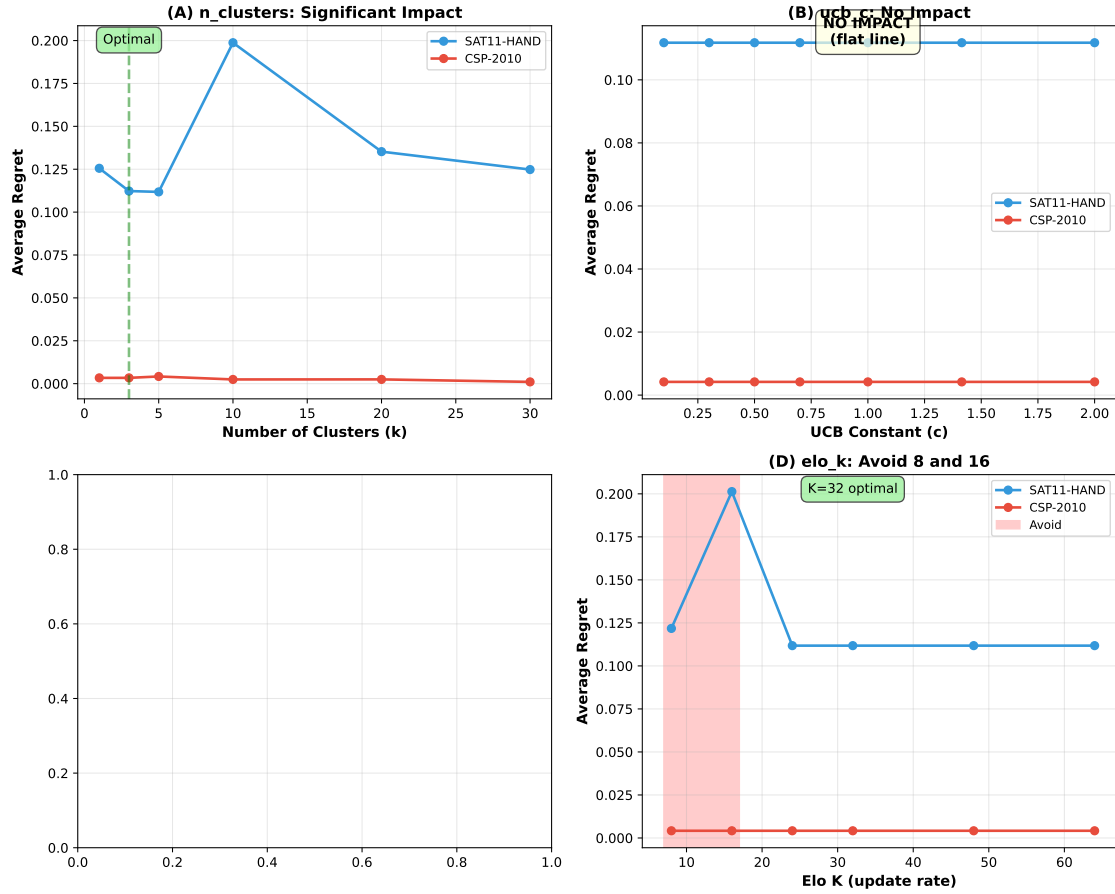 (A) n_clusters: Significant Impact
Optimal
SAT11-HAND
CSP-2010
0.200
0.175
0.150
0.125
0.100
0.075
0.050
0.025
0.000
Average Regret
0 5 10 15 20 25 30
Number of Clusters (k)
(B) ucb_c: No Impact
NO IMPACT
(flat line)
SAT11-HAND
CSP-2010
0.10
0.08
0.06
0.04
0.02
0.00
Average Regret
0.25 0.50 0.75 1.00 1.25 1.50 1.75 2.00
UCB Constant (c)
1.0
0.8
0.6
0.4
0.2
0.0
0.0 0.2 0.4 0.6 0.8 1.0
(D) elo_k: Avoid 8 and 16
K=32 optimal
SAT11-HAND
CSP-2010
Avoid
0.200
0.175
0.150
0.125
0.100
0.075
0.050
0.025
0.000
Average Regret
10 20 30 40 50 60
Elo K (update rate)